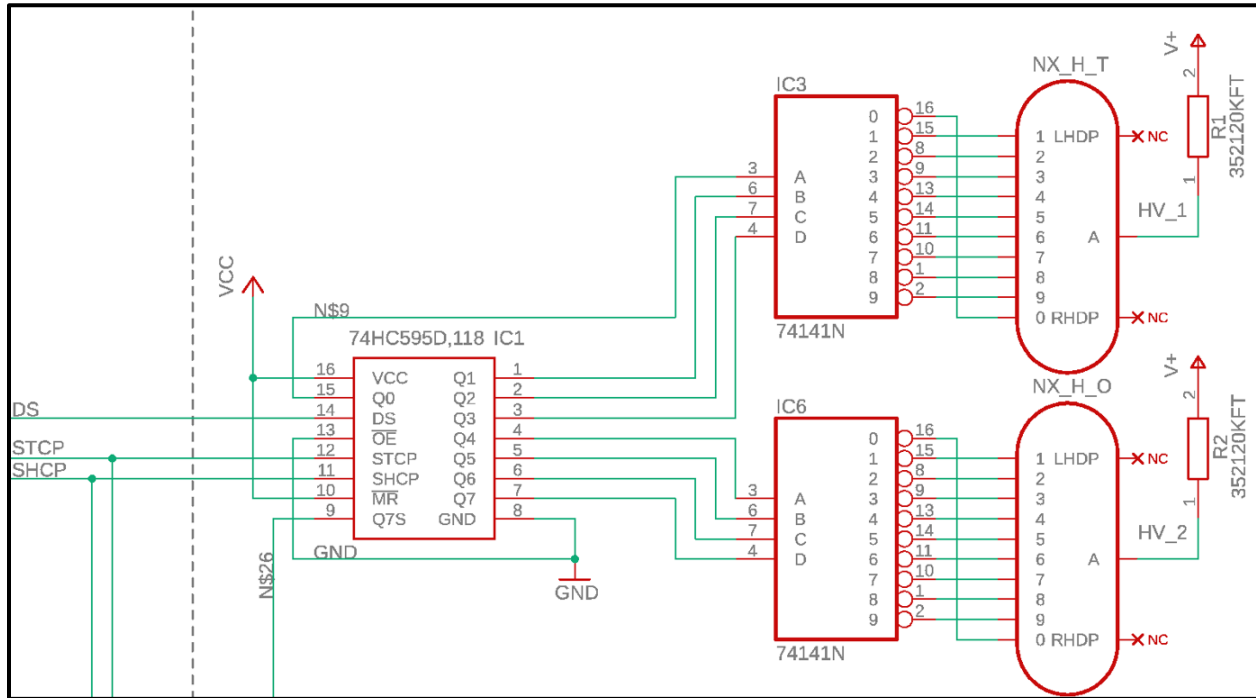 DS
STCP
SHCP
VCC
N$9
N$26
GND
74HC595D,118 IC1
16 VCC Q1 1
15 Q0 Q2 2
14 DS Q3 3
13 OE Q4 4
12 STCP Q5 5
11 SHCP Q6 6
10 MR Q7 7
9 Q7S GND 8
GND
IC3
0 16
1 15
2 8
3 A 3 9
6 B 4 13
7 C 5 14
4 D 6 11
7 10
8 1
9 2
74141N
NX_H_T
1 LHDP NC
2
3
4
5
6 A
7
8
9
0 RHDP NC
HV_1
V+
2
R1
352120KFT
1
IC6
0 16
1 15
2 8
3 A 3 9
6 B 4 13
7 C 5 14
4 D 6 11
7 10
8 1
9 2
74141N
NX_H_O
1 LHDP NC
2
3
4
5
6 A
7
8
9
0 RHDP NC
HV_2
V+
2
R2
352120KFT
1